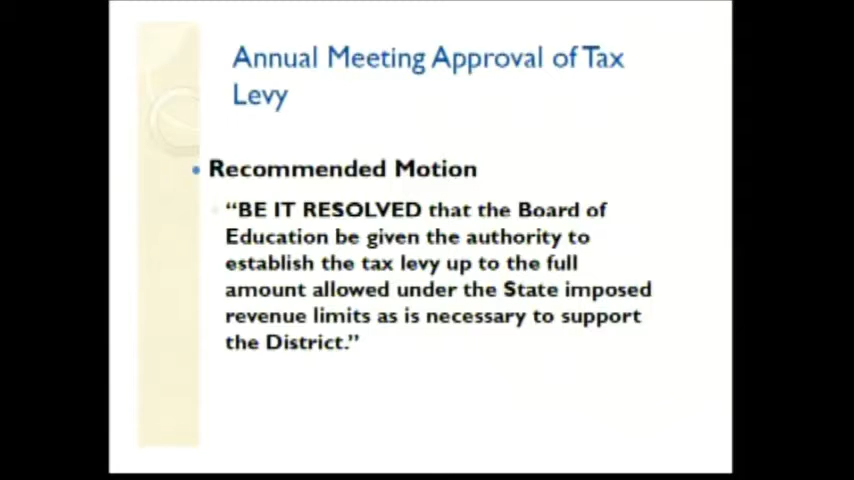 Annual Meeting Approval of Tax
Levy
Recommended Motion
“BE IT RESOLVED that the Board of
Education be given the authority to
establish the tax levy up to the full
amount allowed under the State imposed
revenue limits as is necessary to support
the District.”